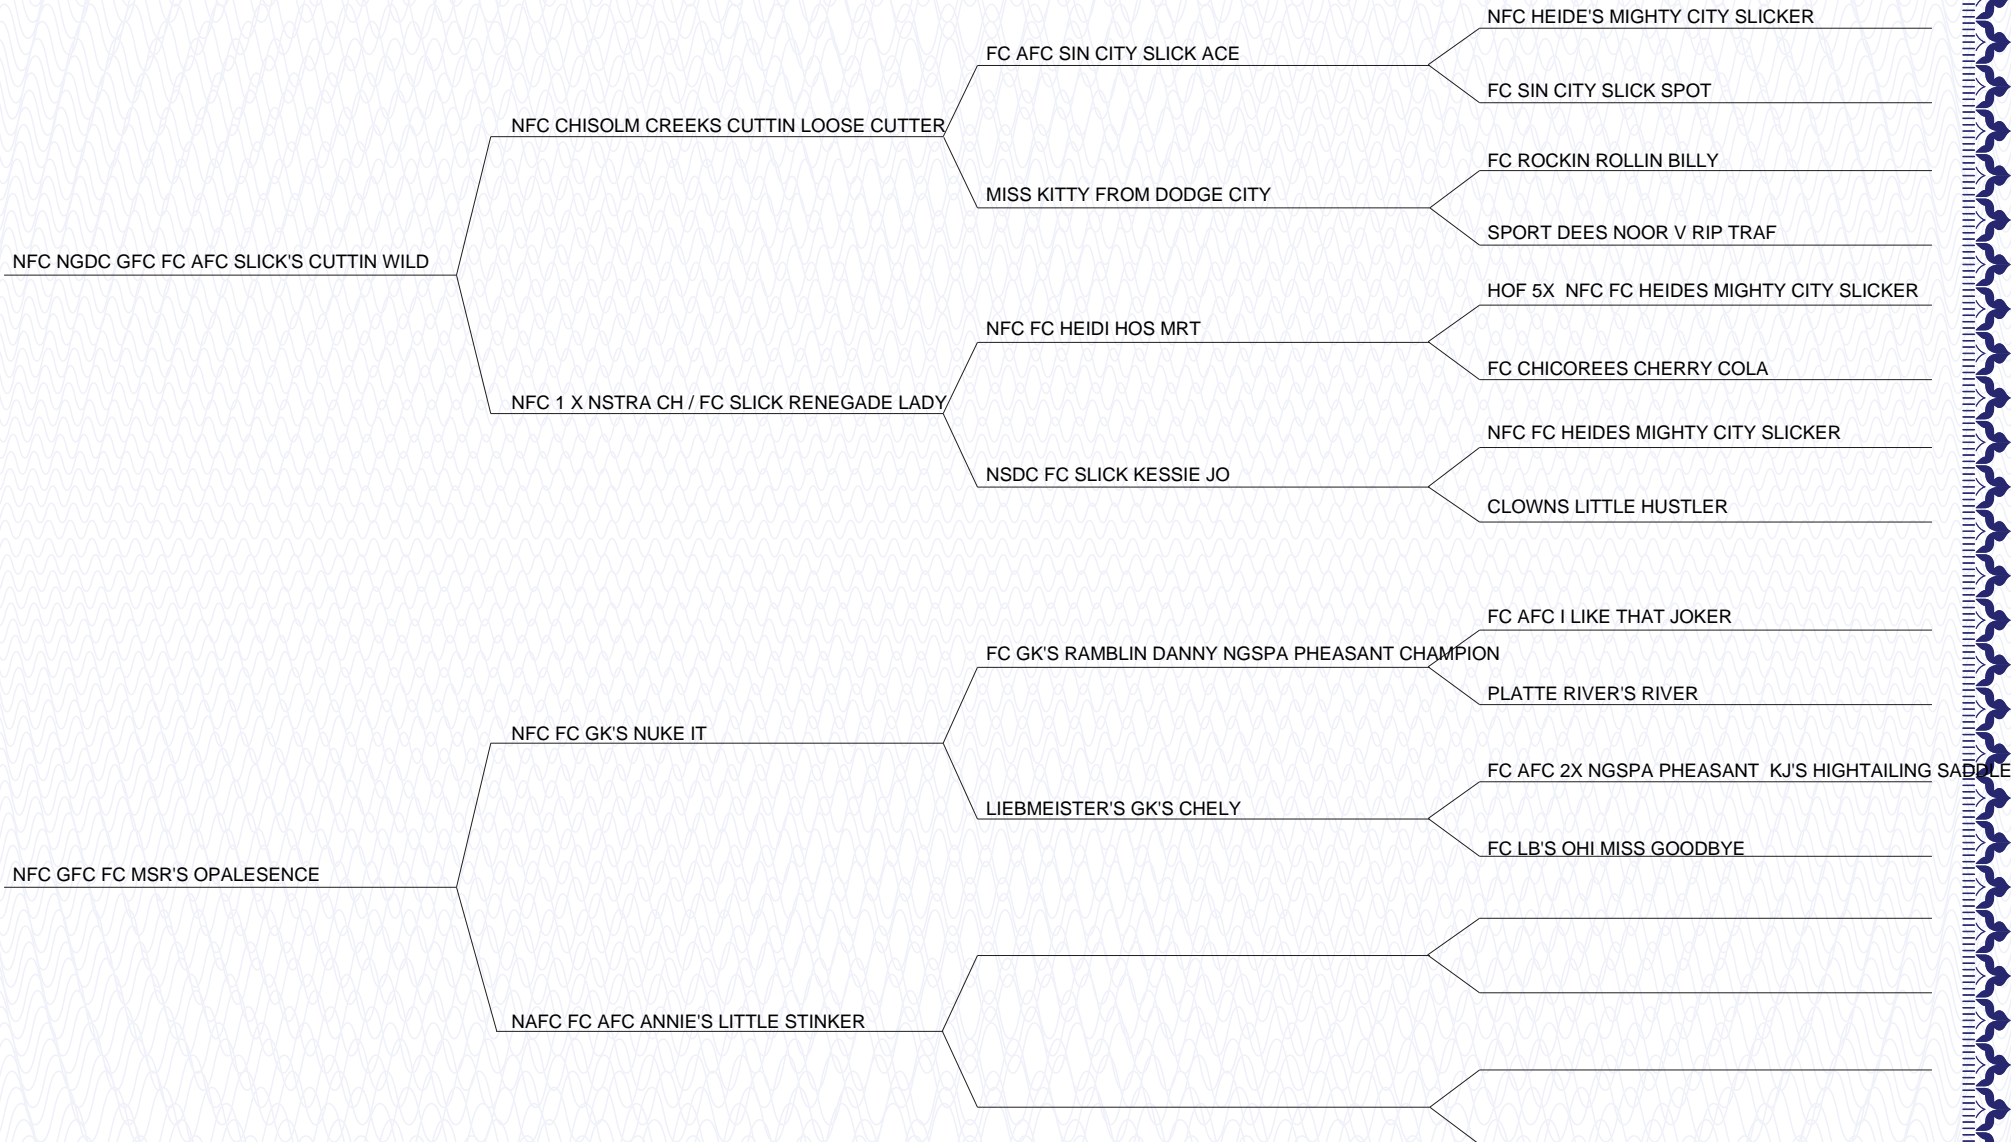 NFC HEIDE'S MIGHTY CITY SLICKER
FC AFC SIN CITY SLICK ACE
FC SIN CITY SLICK SPOT
NFC CHISOLM CREEKS CUTTIN LOOSE CUTTER
FC ROCKIN ROLLIN BILLY
MISS KITTY FROM DODGE CITY
SPORT DEES NOOR V RIP TRAF
NFC NGDC GFC FC AFC SLICK'S CUTTIN WILD
HOF 5X  NFC FC HEIDES MIGHTY CITY SLICKER
NFC FC HEIDI HOS MRT
FC CHICOREES CHERRY COLA
NFC 1 X NSTRA CH / FC SLICK RENEGADE LADY
NFC FC HEIDES MIGHTY CITY SLICKER
NSDC FC SLICK KESSIE JO
CLOWNS LITTLE HUSTLER
FC AFC I LIKE THAT JOKER
FC GK'S RAMBLIN DANNY NGSPA PHEASANT CHAMPION
PLATTE RIVER'S RIVER
NFC FC GK'S NUKE IT
FC AFC 2X NGSPA PHEASANT  KJ'S HIGHTAILING SADDLE
LIEBMEISTER'S GK'S CHELY
FC LB'S OHI MISS GOODBYE
NFC GFC FC MSR'S OPALESENCE
NAFC FC AFC ANNIE'S LITTLE STINKER